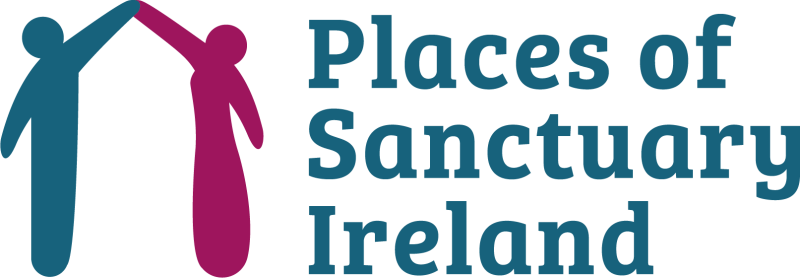 Places of
Sanctuary
Ireland